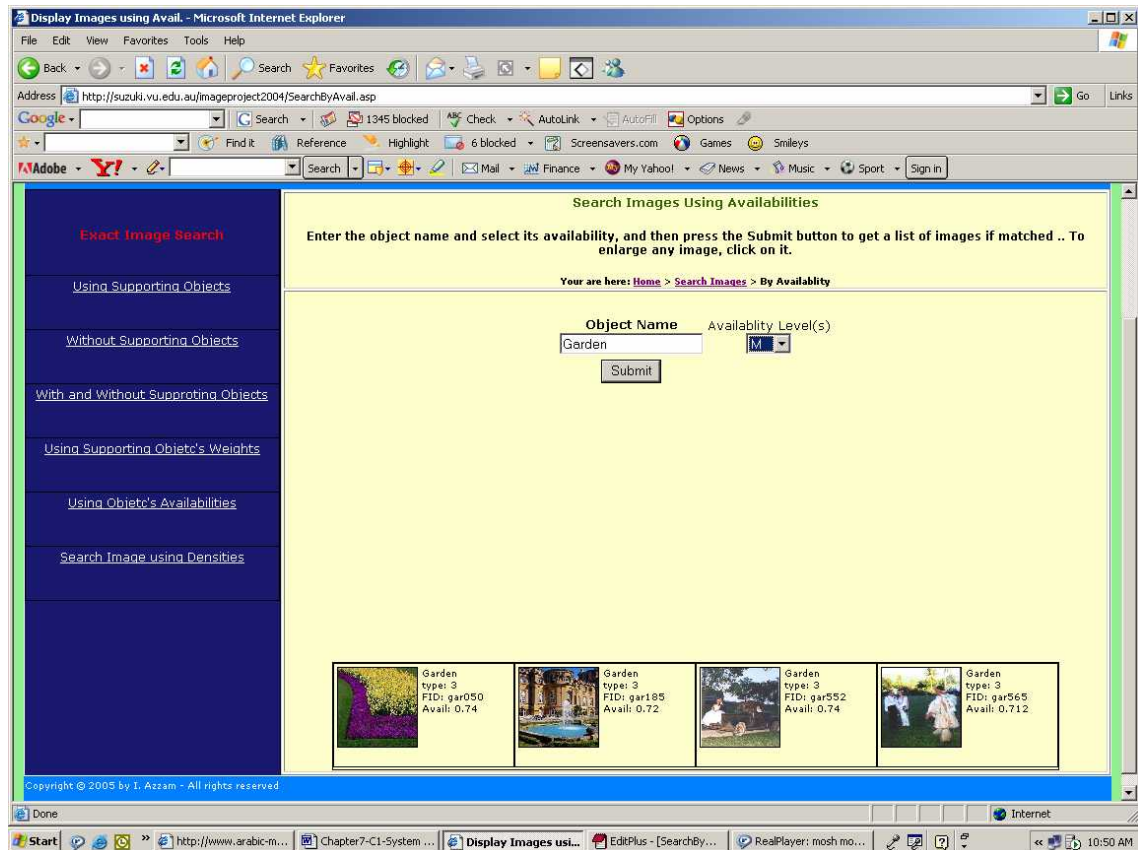 Display Images using Avail. - Microsoft Internet Explorer
File Edit View Favorites Tools Help
Back Search Favorites
Address http://suzuki.vu.edu.au/imageproject2004/SearchByAvail.asp Go Links
Google Search 1345 blocked ABC Check AutoLink AutoFill Options
Find it Reference Highlight 6 blocked Screensavers.com Games Smileys
Adobe Y! Search Mail Finance My Yahoo! News Music Sport Sign in
Exact Image Search
Using Supporting Objects
Without Supporting Objects
With and Without Supproting Objects
Using Supporting Objetc's Weights
Using Objetc's Availabilities
Search Image using Densities
Search Images Using Availabilities
Enter the object name and select its availability, and then press the Submit button to get a list of images if matched .. To
enlarge any image, click on it.
Your are here: Home > Search Images > By Availablity
Object Name Availablity Level(s)
Garden M
Submit
Garden
type: 3
FID: gar050
Avail: 0.74
Garden
type: 3
FID: gar185
Avail: 0.72
Garden
type: 3
FID: gar552
Avail: 0.74
Garden
type: 3
FID: gar565
Avail: 0.712
Copyright © 2005 by I. Azzam - All rights reserved
Done Internet
Start » http://www.arabic-m... Chapter7-C1-System ... Display Images usi... EditPlus - [SearchBy... RealPlayer: mosh mo... « 10:50 AM